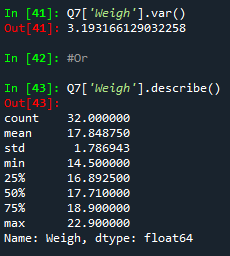 In [41]: Q7['Weigh'].var()
Out[41]: 3.193166129032258
In [42]: #Or
In [43]: Q7['Weigh'].describe()
Out[43]:
count    32.000000
mean     17.848750
std       1.786943
min      14.500000
25%      16.892500
50%      17.710000
75%      18.900000
max      22.900000
Name: Weigh, dtype: float64